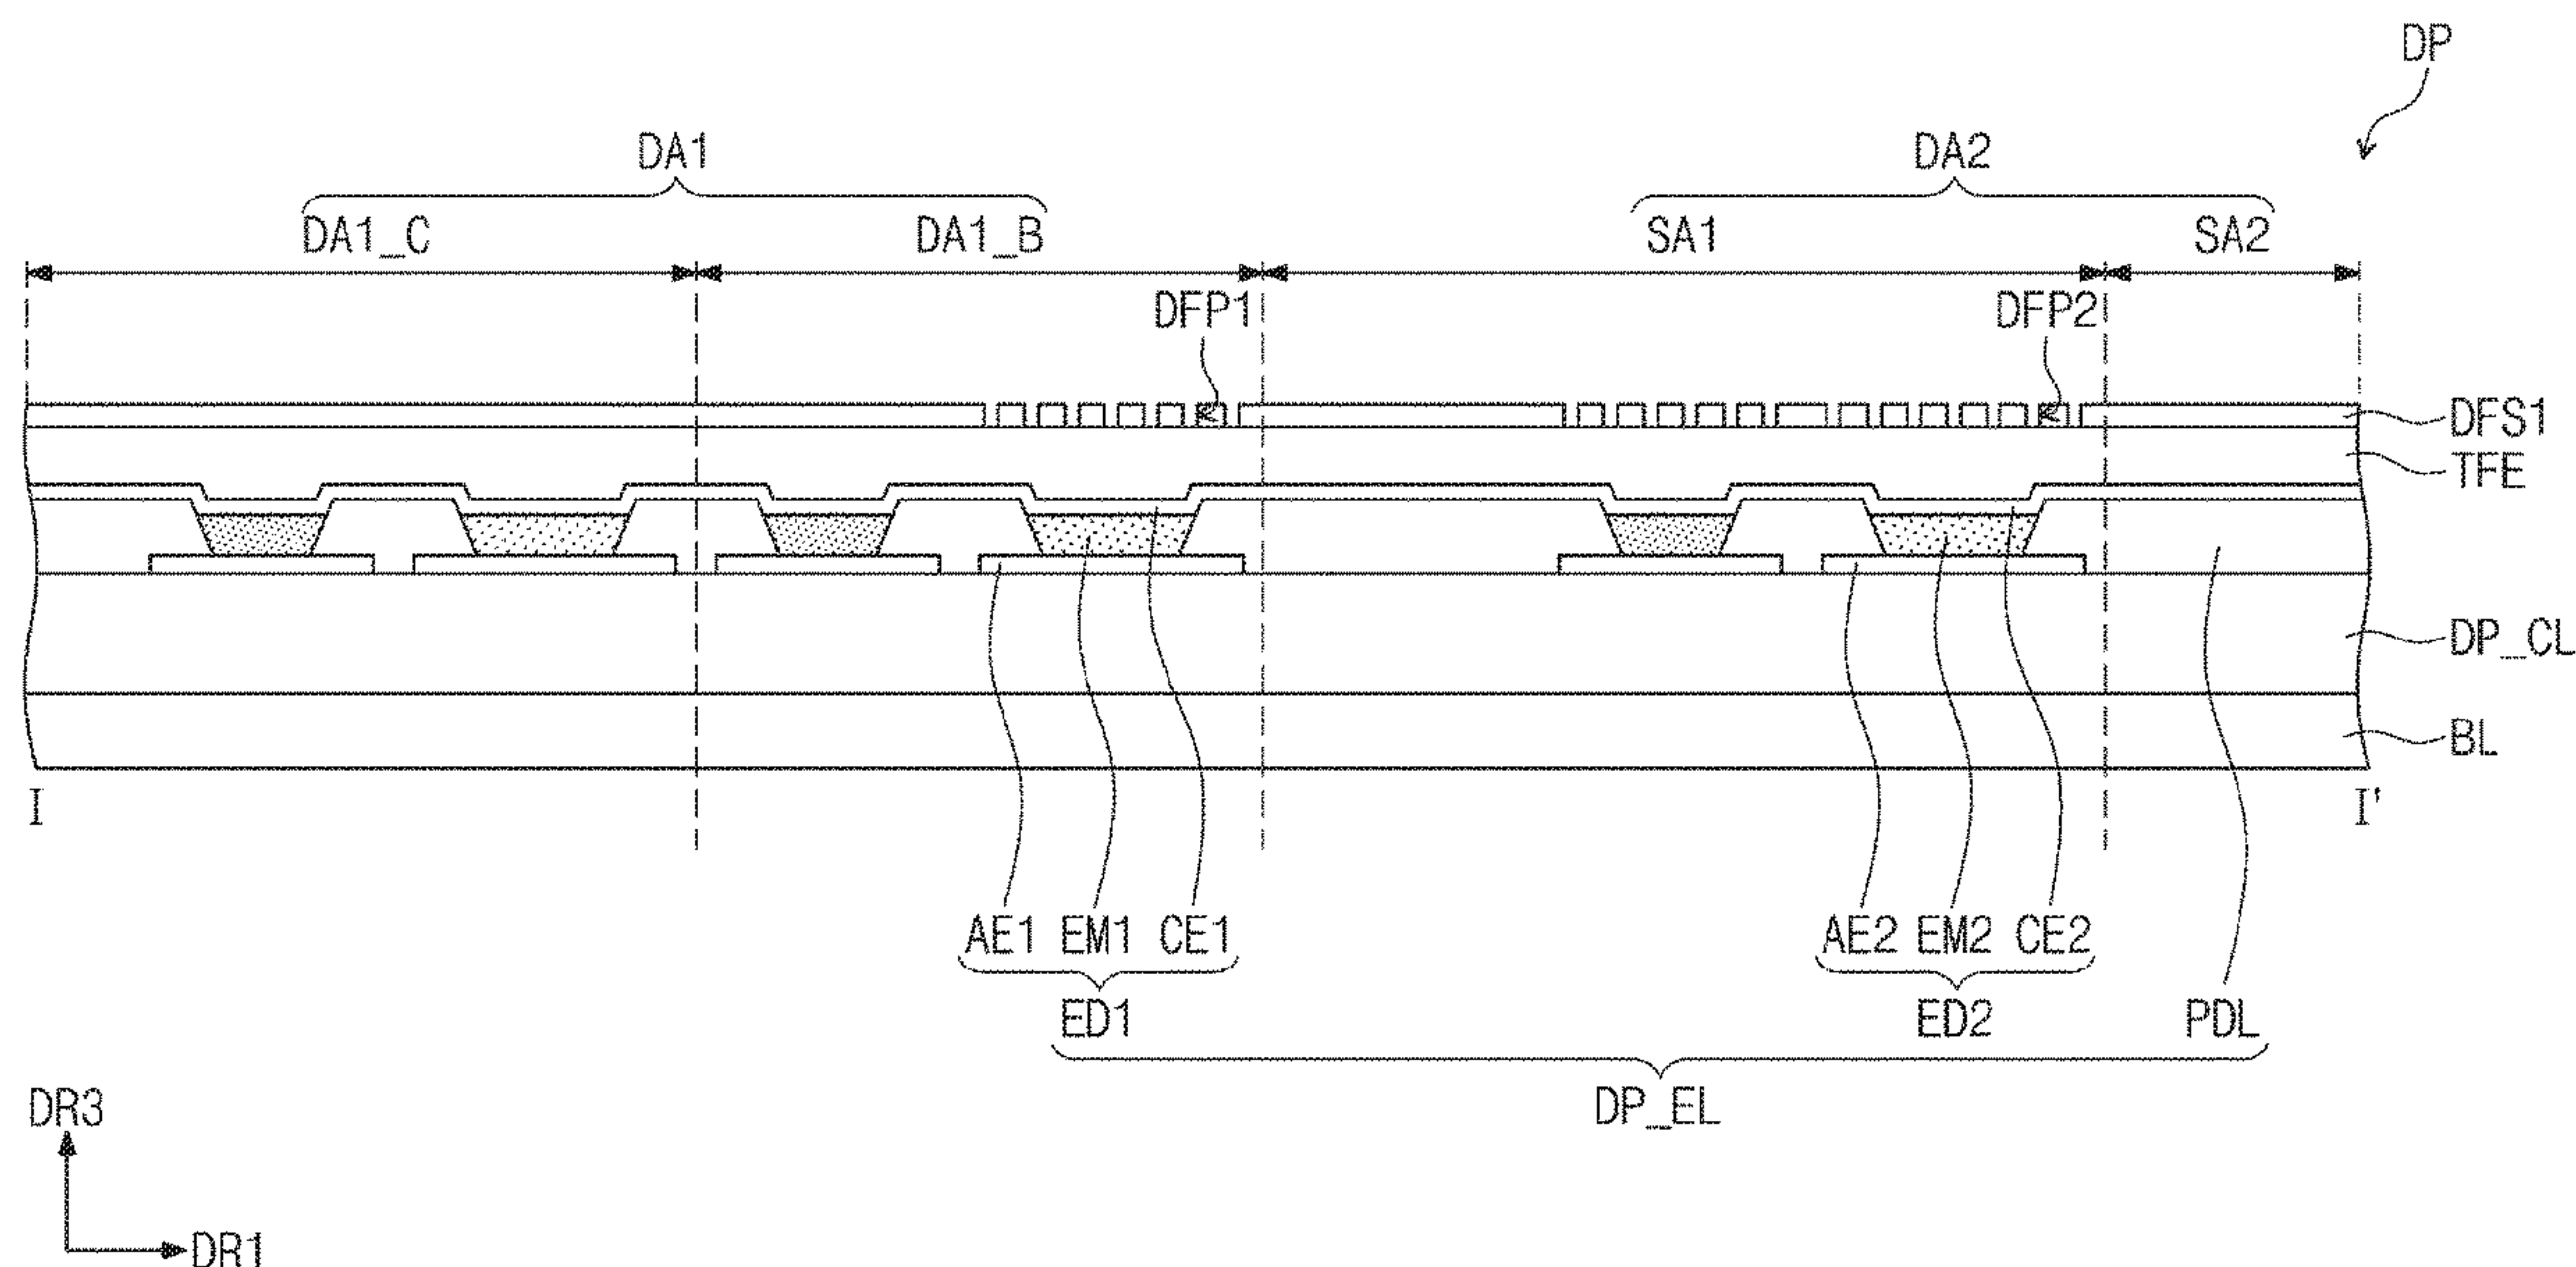 DP
DA1 DA2
DA1_C DA1_B SA1 SA2
DFP1 DFP2
DFS1
TFE
DP_CL
BL
I I'
AE1 EM1 CE1 AE2 EM2 CE2
ED1 ED2 PDL
DP_EL
DR3
DR1